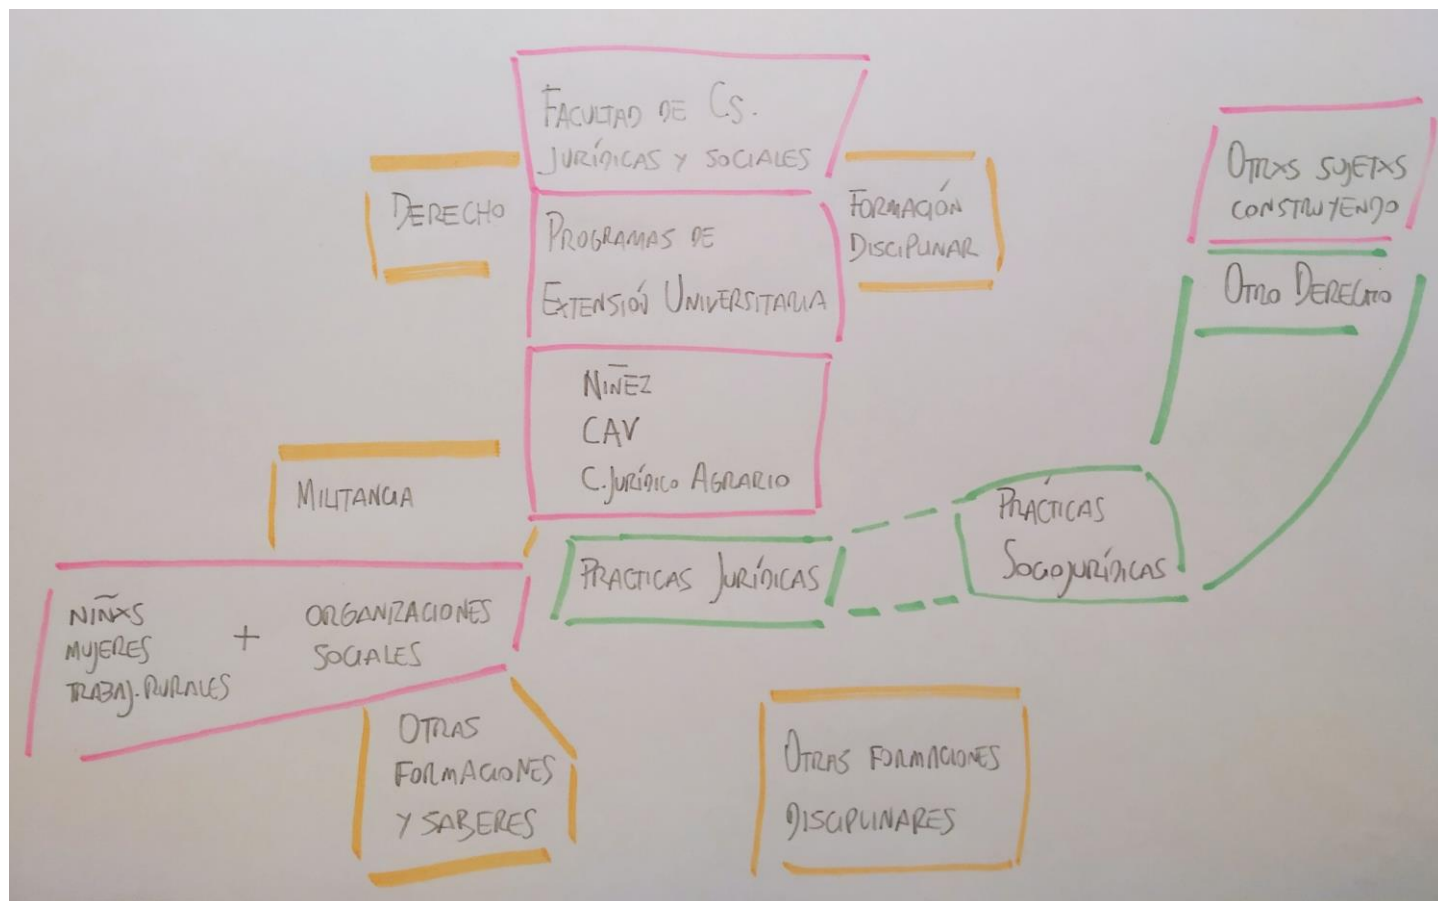 FACULTAD DE CS.
JURÍDICAS Y SOCIALES
DERECHO
FORMACIÓN
DISCIPLINAR
PROGRAMAS DE
EXTENSIÓN UNIVERSITARIA
OTRXS SUJETXS
CONSTRUYENDO
OTRO DERECHO
NIÑEZ
CAV
C. JURÍDICO AGRARIO
MILITANCIA
PRACTICAS JURÍDICAS
PRÁCTICAS
SOCIOJURÍDICAS
NIÑXS
MUJERES
TRABAJ. RURALES
+
ORGANIZACIONES
SOCIALES
OTRAS
FORMACIONES
Y SABERES
OTRAS FORMACIONES
DISCIPLINARES